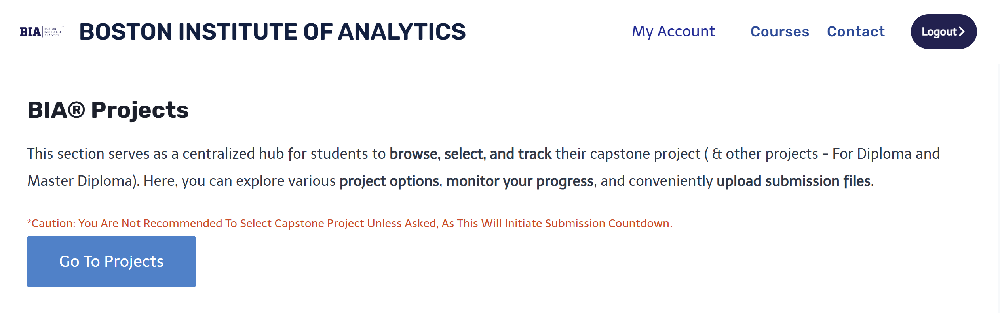 BIA BOSTON INSTITUTE OF ANALYTICS ®
BOSTON INSTITUTE OF ANALYTICS
My Account
Courses
Contact
Logout
BIA® Projects
This section serves as a centralized hub for students to browse, select, and track their capstone project ( & other projects - For Diploma and
Master Diploma). Here, you can explore various project options, monitor your progress, and conveniently upload submission files.
*Caution: You Are Not Recommended To Select Capstone Project Unless Asked, As This Will Initiate Submission Countdown.
Go To Projects